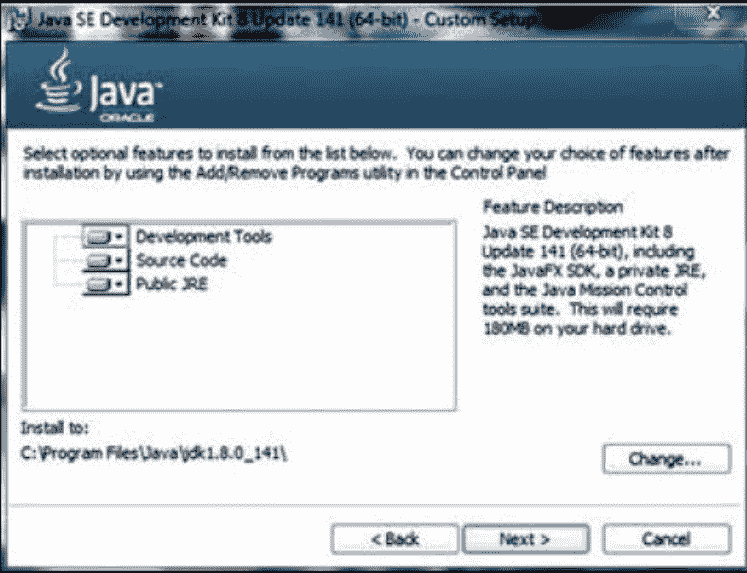 Java SE Development Kit 8 Update 141 (64-bit) - Custom Setup
Java
ORACLE
Select optional features to install from the list below. You can change your choice of features after
installation by using the Add/Remove Programs utility in the Control Panel
Development Tools
Source Code
Public JRE
Feature Description
Java SE Development Kit 8
Update 141 (64-bit), including
the JavaFX SDK, a private JRE,
and the Java Mission Control
tools suite. This will require
180MB on your hard drive.
Install to:
C:\Program Files\Java\jdk1.8.0_141\
Change...
< Back
Next >
Cancel